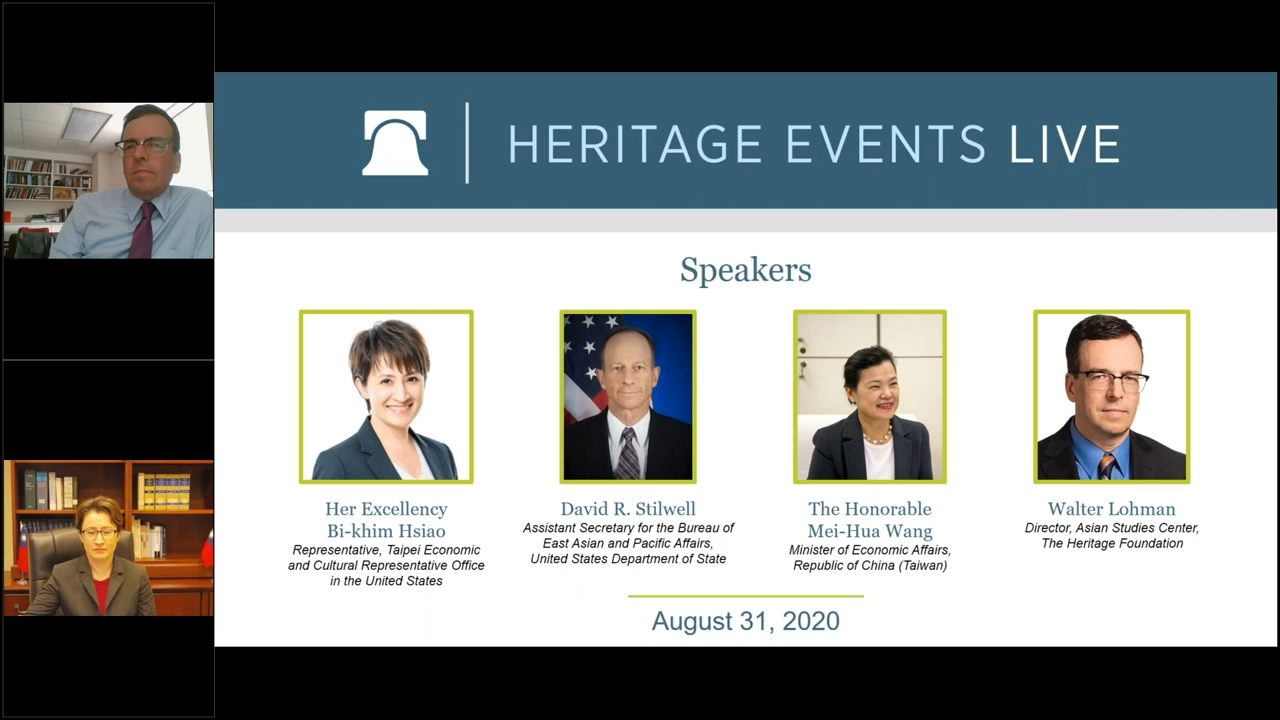 HERITAGE EVENTS LIVE
Speakers
Her Excellency
Bi-khim Hsiao
Representative, Taipei Economic
and Cultural Representative Office
in the United States
David R. Stilwell
Assistant Secretary for the Bureau of
East Asian and Pacific Affairs,
United States Department of State
The Honorable
Mei-Hua Wang
Minister of Economic Affairs,
Republic of China (Taiwan)
Walter Lohman
Director, Asian Studies Center,
The Heritage Foundation
August 31, 2020